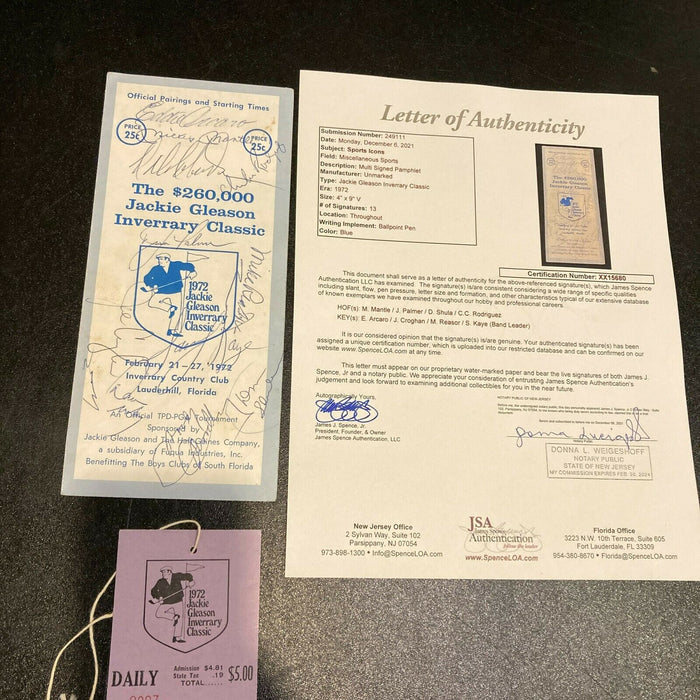 Official Pairings and Starting Times
PRICE 25¢
PRICE 25¢
The $260,000
Jackie Gleason
Inverrary Classic
1972
Jackie
Gleason
Inverrary
Classic
February 21-27, 1972
Inverrary Country Club
Lauderhill, Florida
An Official TPD-PGA Tournament
Sponsored by
Jackie Gleason and The Haft-Gaines Company,
a subsidiary of Fuqua Industries, Inc.
Benefitting The Boys Clubs of South Florida
1972
Jackie
Gleason
Inverrary
Classic
DAILY
Admission $4.81
State Tax .19
TOTAL...... $5.00
Letter of Authenticity
Submission Number: 249111
Date: Monday, December 6, 2021
Subject: Sports Icons
Field: Miscellaneous Sports
Description: Multi Signed Pamphlet
Manufacturer: Unmarked
Type: Jackie Gleason Inverrary Classic
Year: 1972
Size: 4" x 9" V
# of Signatures: 13
Location: Throughout
Writing Implement: Ballpoint Pen
Color: Blue
Certification Number: XX15680
This document shall serve as a letter of authenticity for the above-referenced signature(s), which James Spence
Authentication LLC has examined. The signature(s) is/are consistent considering a wide range of specific qualities
including slant, flow, pen pressure, letter size and formation, and other characteristics typical of our extensive database
of known exemplars we have examined throughout our hobby and professional careers.
HOF(s): M. Mantle / J. Palmer / D. Shula / C.C. Rodriguez
KEY(s): E. Arcaro / J. Croghan / M. Reasor / S. Kaye (Band Leader)
It is our considered opinion that the signature(s) is/are genuine. Your authenticated signature(s) has been
assigned a unique certification number, which is uploaded into our restricted database and can be confirmed on our
website www.SpenceLOA.com at any time.
This letter must appear on our proprietary water-marked paper and bear the live signatures of both James J.
Spence, Jr and a notary public. We appreciate your consideration of entrusting James Spence Authentication's
judgement and look forward to examining additional collectibles for you in the near future.
Autographically Yours,
James J. Spence, Jr.
President, Founder, & Owner
James Spence Authentication, LLC
NOTARY PUBLIC OF NEW JERSEY
Notary Public
DONNA L. WEIGESHOFF
NOTARY PUBLIC
STATE OF NEW JERSEY
MY COMMISSION EXPIRES FEB 26, 2024
New Jersey Office
2 Sylvan Way, Suite 102
Parsippany, NJ 07054
973-898-1300 • Info@SpenceLOA.com
JSA
James Spence
Authentication
www.SpenceLOA.com
Florida Office
3223 N.W. 10th Terrace, Suite 805
Fort Lauderdale, FL 33309
954-380-8670 • Florida@SpenceLOA.com